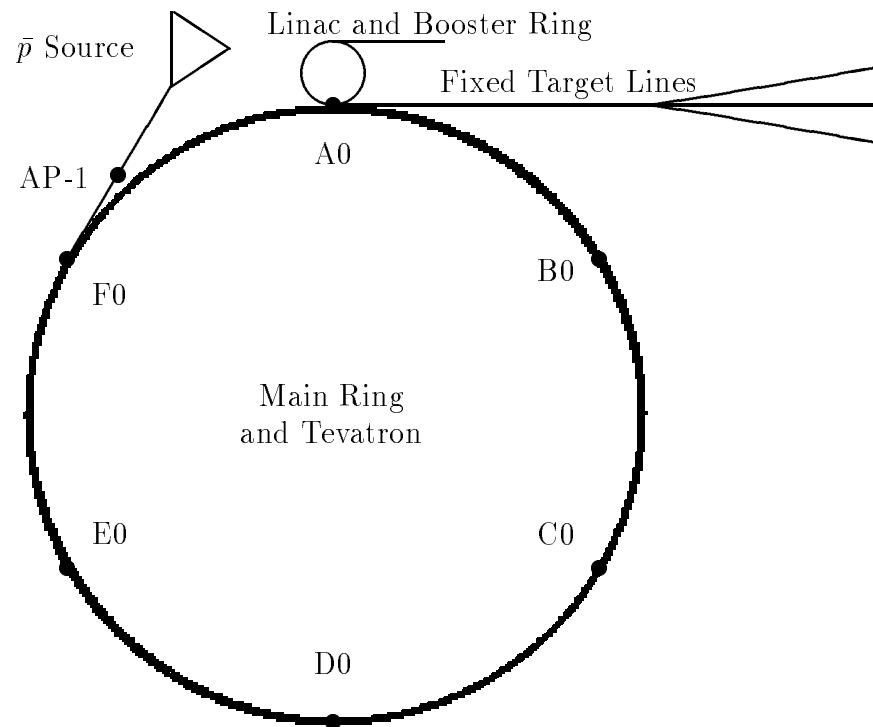 Linac and Booster Ring
p̄ Source
Fixed Target Lines
A0
AP-1
B0
F0
Main Ring
and Tevatron
E0
C0
D0